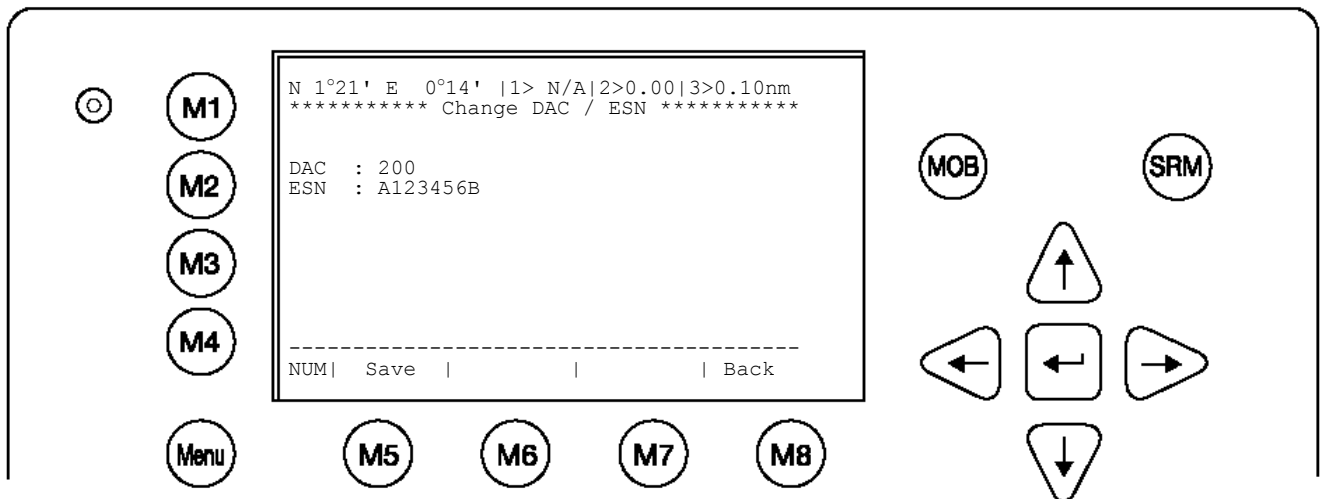 N 1°21' E  0°14' |1> N/A|2>0.00|3>0.10nm
*********** Change DAC / ESN ***********
M1
DAC  : 200
ESN  : A123456B
M2
MOB
SRM
M3
M4
----------------------------------------
NUM|  Save  |         |         | Back
Menu
M5
M6
M7
M8